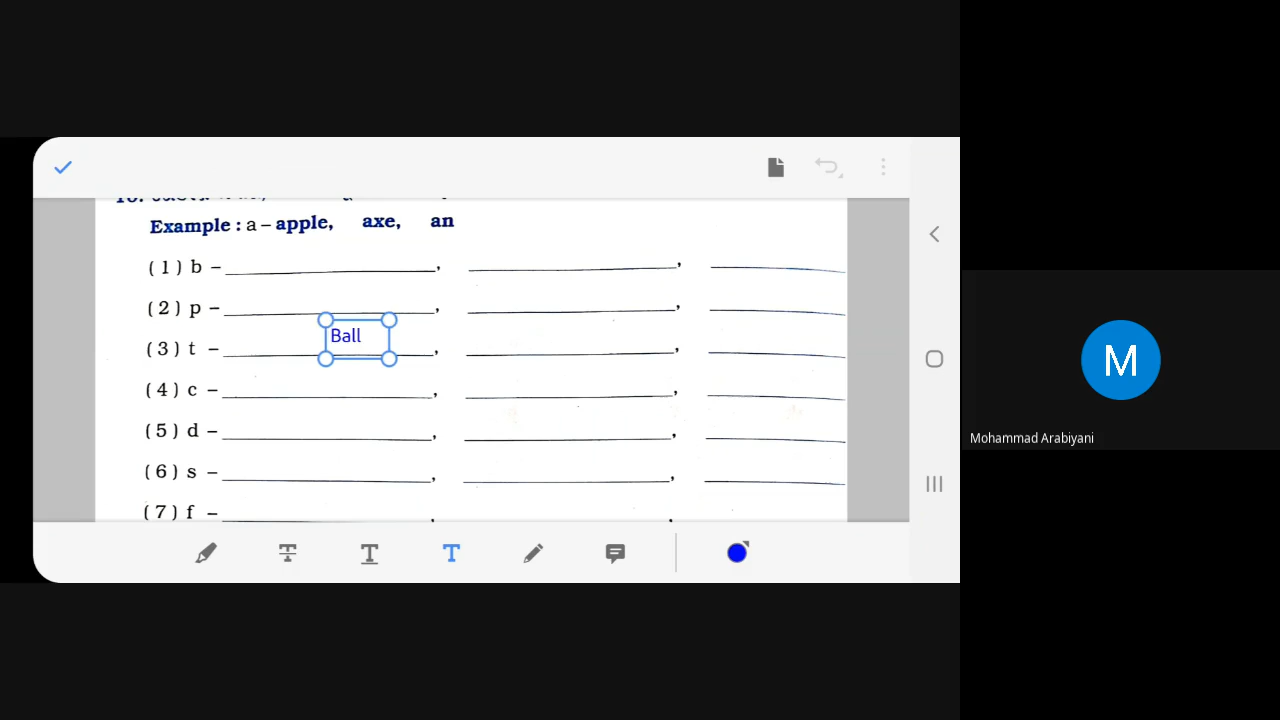 Example : a – apple, axe, an
( 1 ) b – , ,
( 2 ) p – , ,
Ball
( 3 ) t – , ,
( 4 ) c – , ,
( 5 ) d – , ,
( 6 ) s – , ,
( 7 ) f – , ,
M
Mohammad Arabiyani